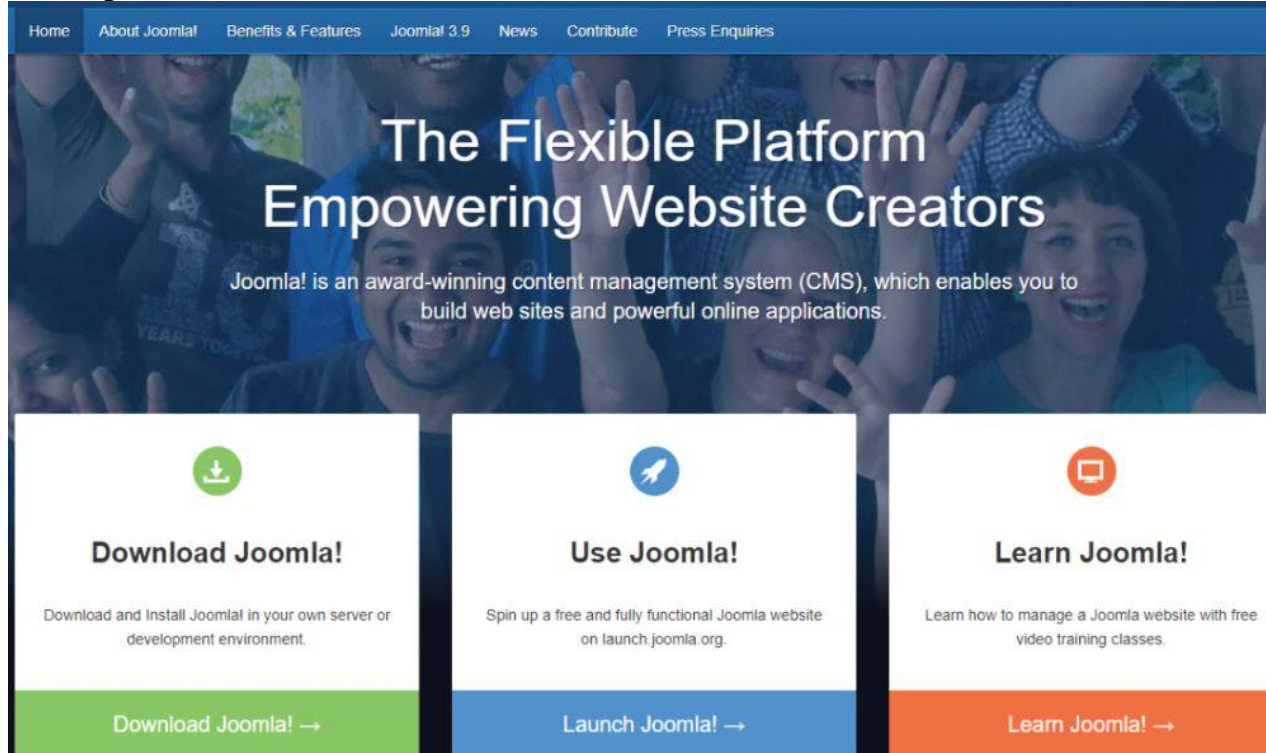 Home About Joomla! Benefits & Features Joomla! 3.9 News Contribute Press Enquiries
The Flexible Platform
Empowering Website Creators
Joomla! is an award-winning content management system (CMS), which enables you to
build web sites and powerful online applications.
YEARS
Download Joomla!
Download and Install Joomla! in your own server or
development environment.
Download Joomla! →
Use Joomla!
Spin up a free and fully functional Joomla website
on launch.joomla.org.
Launch Joomla! →
Learn Joomla!
Learn how to manage a Joomla website with free
video training classes.
Learn Joomla! →